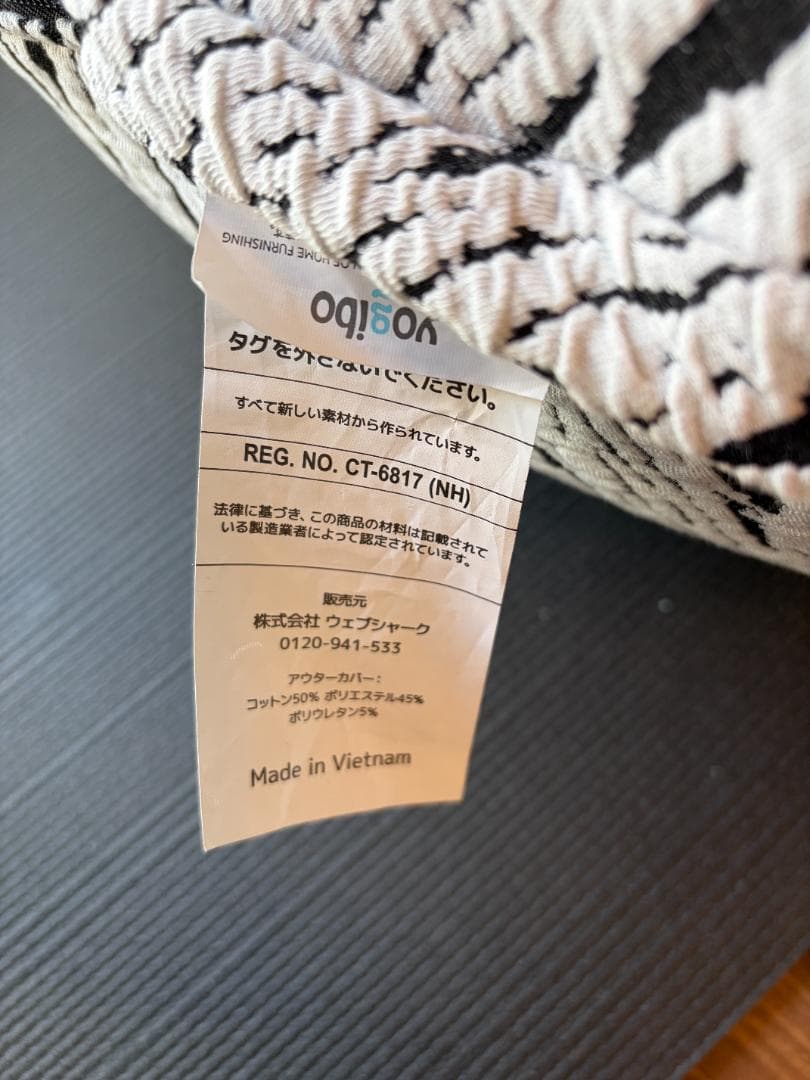 OF HOME FURNISHING
yogibo
タグを外さないでください。
すべて新しい素材から作られています。
REG. NO. CT-6817 (NH)
法律に基づき、この商品の材料は記載されて
いる製造業者によって認定されています。
販売元
株式会社 ウェブシャーク
0120-941-533
アウターカバー：
コットン50% ポリエステル45%
ポリウレタン5%
Made in Vietnam